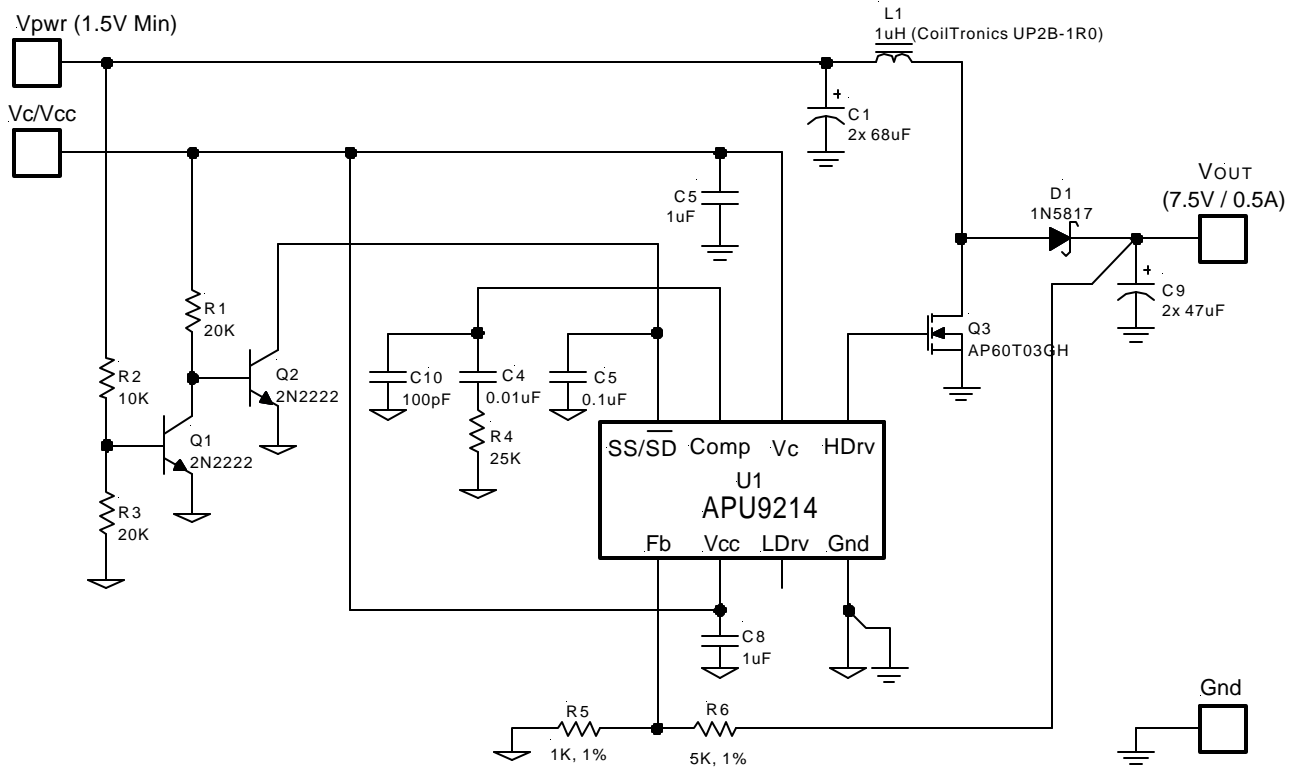 Vpwr (1.5V Min)
L1
1uH (CoilTronics UP2B-1R0)
Vc/Vcc
+
C1
2x 68uF
C5
1uF
D1
1N5817
VOUT
(7.5V / 0.5A)
+
C9
2x 47uF
R1
20K
Q3
AP60T03GH
R2
10K
Q2
2N2222
C10
100pF
C4
0.01uF
C5
0.1uF
Q1
2N2222
R4
25K
SS/SD
Comp
Vc
HDrv
U1
APU9214
R3
20K
Fb
Vcc
LDrv
Gnd
C8
1uF
Gnd
R5
1K, 1%
R6
5K, 1%